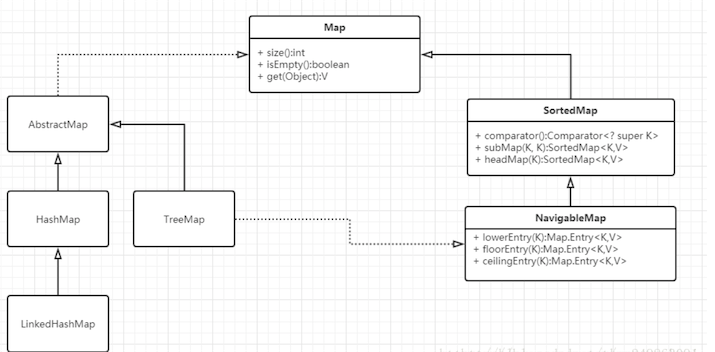 Map
+ size():int
+ isEmpty():boolean
+ get(Object):V
AbstractMap
SortedMap
+ comparator():Comparator<? super K>
+ subMap(K, K):SortedMap<K,V>
+ headMap(K):SortedMap<K,V>
HashMap
TreeMap
NavigableMap
+ lowerEntry(K):Map.Entry<K,V>
+ floorEntry(K):Map.Entry<K,V>
+ ceilingEntry(K):Map.Entry<K,V>
LinkedHashMap